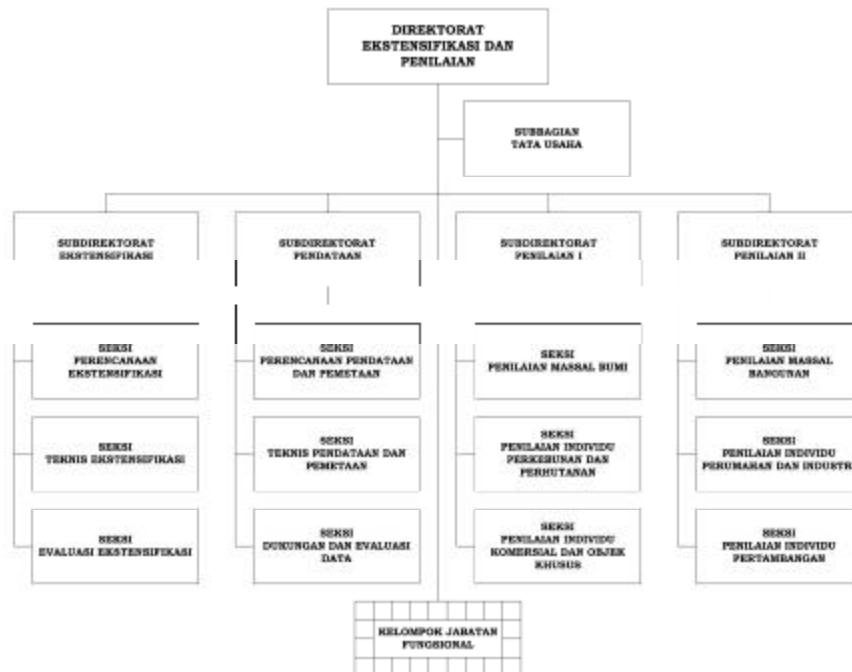 DIREKTORAT
EKSTENSIFIKASI DAN
PENILAIAN
SUBBAGIAN
TATA USAHA
SUBDIREKTORAT
EKSTENSIFIKASI
SUBDIREKTORAT
PENDATAAN
SUBDIREKTORAT
PENILAIAN I
SUBDIREKTORAT
PENILAIAN II
SEKSI
PERENCANAAN
EKSTENSIFIKASI
SEKSI
PERENCANAAN PENDATAAN
DAN PEMETAAN
SEKSI
PENILAIAN MASSAL BUMI
SEKSI
PENILAIAN MASSAL
BANGUNAN
SEKSI
TEKNIS EKSTENSIFIKASI
SEKSI
TEKNIS PENDATAAN DAN
PEMETAAN
SEKSI
PENILAIAN INDIVIDU
PERKEBUNAN DAN
PERHUTANAN
SEKSI
PENILAIAN INDIVIDU
PERUMAHAN DAN INDUSTRI
SEKSI
EVALUASI EKSTENSIFIKASI
SEKSI
DUKUNGAN DAN EVALUASI
DATA
SEKSI
PENILAIAN INDIVIDU
KOMERSIAL DAN OBJEK
KHUSUS
SEKSI
PENILAIAN INDIVIDU
PERTAMBANGAN
KELOMPOK JABATAN
FUNGSIONAL